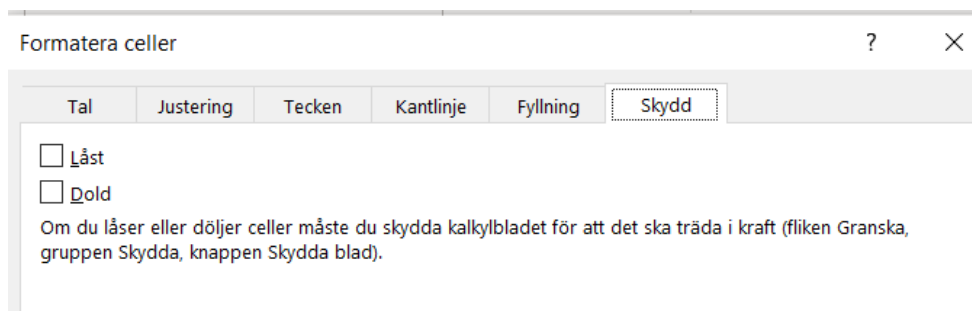 Formatera celler ?
Tal Justering Tecken Kantlinje Fyllning Skydd
Låst
Dold
Om du låser eller döljer celler måste du skydda kalkylbladet för att det ska träda i kraft (fliken Granska,
gruppen Skydda, knappen Skydda blad).